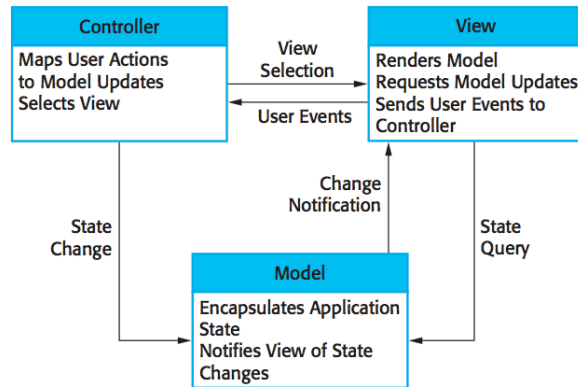 Controller
Maps User Actions
to Model Updates
Selects View
View
Selection
User Events
View
Renders Model
Requests Model Updates
Sends User Events to
Controller
State
Change
Change
Notification
State
Query
Model
Encapsulates Application
State
Notifies View of State
Changes